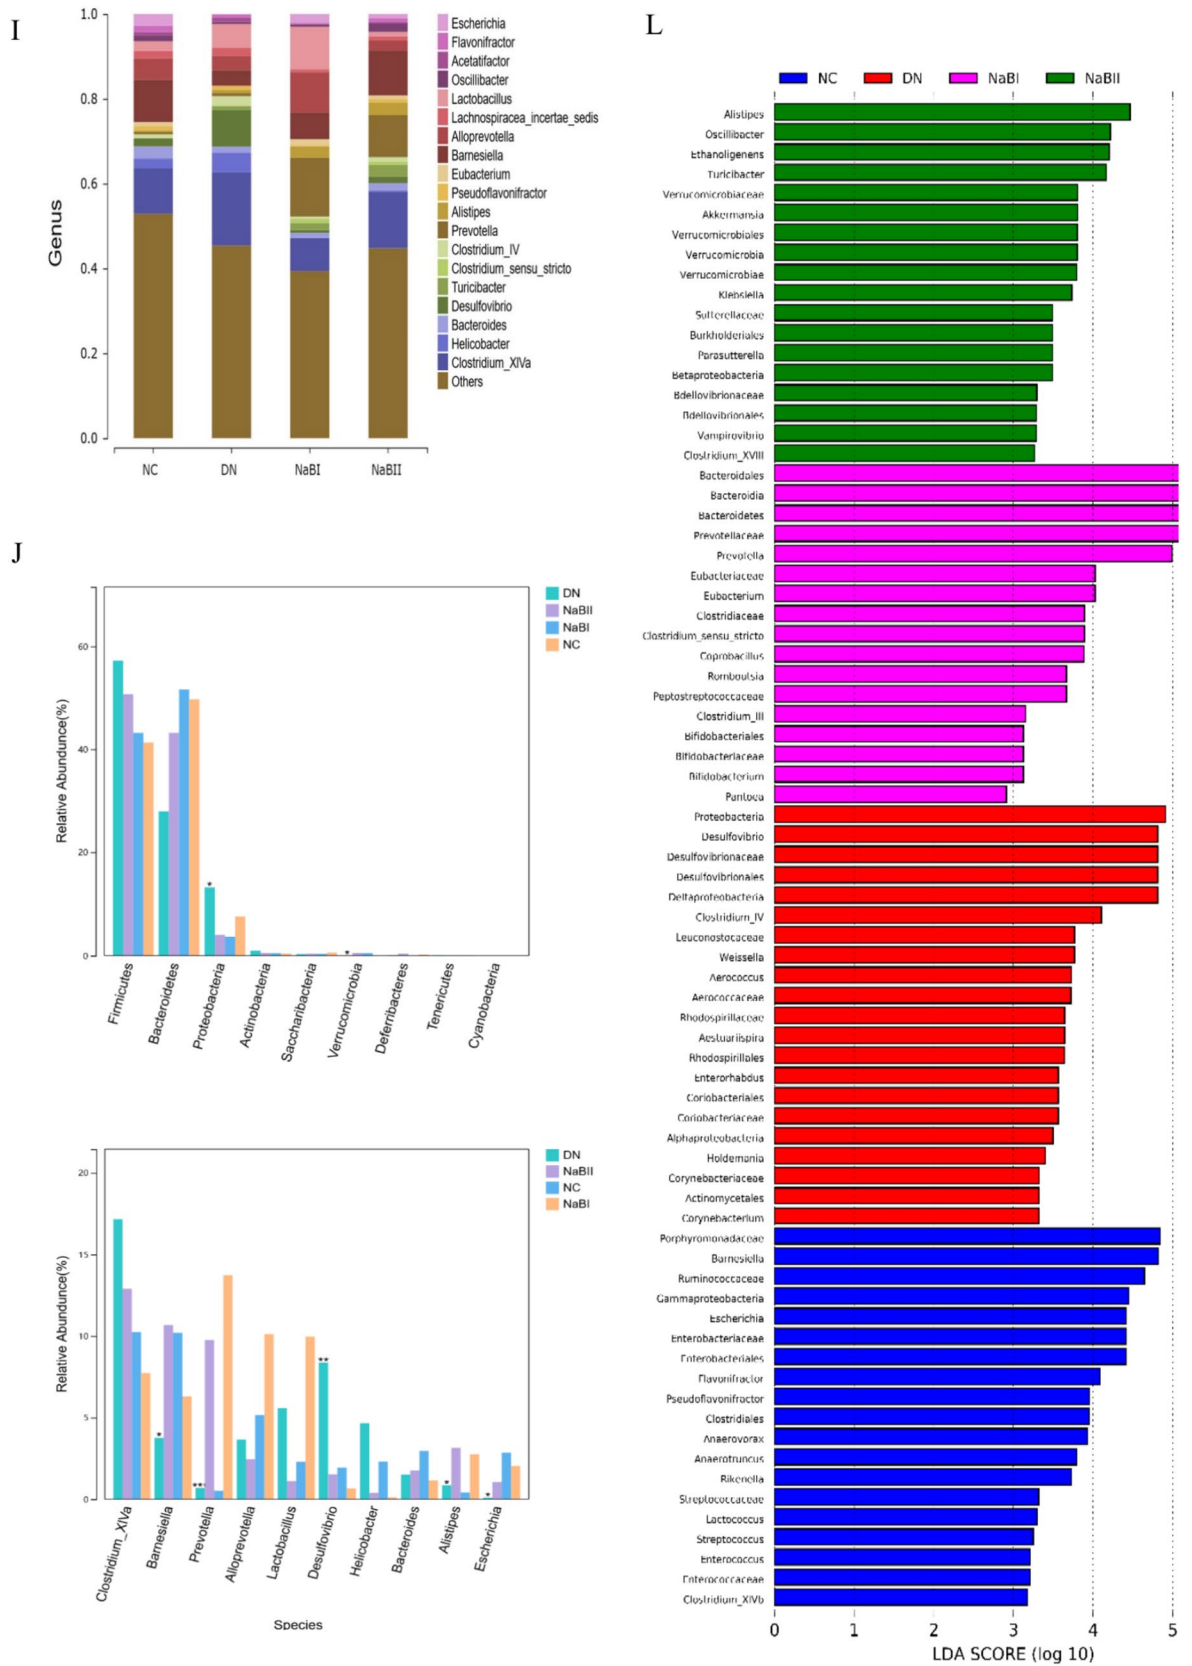 I
1.0
0.8
0.6
0.4
0.2
0.0
Genus
NC
DN
NaBI
NaBII
Escherichia
Flavonifractor
Acetatifactor
Oscillibacter
Lactobacillus
Lachnospiracea_incertae_sedis
Alloprevotella
Barnesiella
Eubacterium
Pseudoflavonifractor
Alistipes
Prevotella
Clostridium_IV
Clostridium_sensu_stricto
Turicibacter
Desulfovibrio
Bacteroides
Helicobacter
Clostridium_XIVa
Others
J
DN
NaBII
NaBI
NC
60
40
20
0
Relative Abundunce(%)
*
*
Firmicutes
Bacteroidetes
Proteobacteria
Actinobacteria
Saccharibacteria
Verrucomicrobia
Deferribacteres
Tenericutes
Cyanobacteria
DN
NaBII
NC
NaBI
20
15
10
5
0
Relative Abundunce(%)
*
***
**
*
*
Clostridium_XIVa
Barnesiella
Prevotella
Alloprevotella
Lactobacillus
Desulfovibrio
Helicobacter
Bacteroides
Alistipes
Escherichia
Species
L
NC
DN
NaBI
NaBII
Alistipes
Oscillibacter
Ethanoligenens
Turicibacter
Verrucomicrobiaceae
Akkermansia
Verrucomicrobiales
Verrucomicrobia
Verrucomicrobiae
Klebsiella
Sutterellaceae
Burkholderiales
Parasutterella
Betaproteobacteria
Bdellovibrionaceae
Bdellovibrionales
Vampirovibrio
Clostridium_XVIII
Bacteroidales
Bacteroidia
Bacteroidetes
Prevotellaceae
Prevotella
Eubacteriaceae
Eubacterium
Clostridiaceae
Clostridium_sensu_stricto
Coprobacillus
Romboutsia
Peptostreptococcaceae
Clostridium_III
Bifidobacteriales
Bifidobacteriaceae
Bifidobacterium
Pantoea
Proteobacteria
Desulfovibrio
Desulfovibrionaceae
Desulfovibrionales
Deltaproteobacteria
Clostridium_IV
Leuconostocaceae
Weissella
Aerococcus
Aerococcaceae
Rhodospirillaceae
Aestuariispira
Rhodospirillales
Enterorhabdus
Coriobacteriales
Coriobacteriaceae
Alphaproteobacteria
Holdemania
Corynebacteriaceae
Actinomycetales
Corynebacterium
Porphyromonadaceae
Barnesiella
Ruminococcaceae
Gammaproteobacteria
Escherichia
Enterobacteriaceae
Enterobacteriales
Flavonifractor
Pseudoflavonifractor
Clostridiales
Anaerovorax
Anaerotruncus
Rikenella
Streptococcaceae
Lactococcus
Streptococcus
Enterococcus
Enterococcaceae
Clostridium_XIVb
0
1
2
3
4
5
LDA SCORE (log 10)